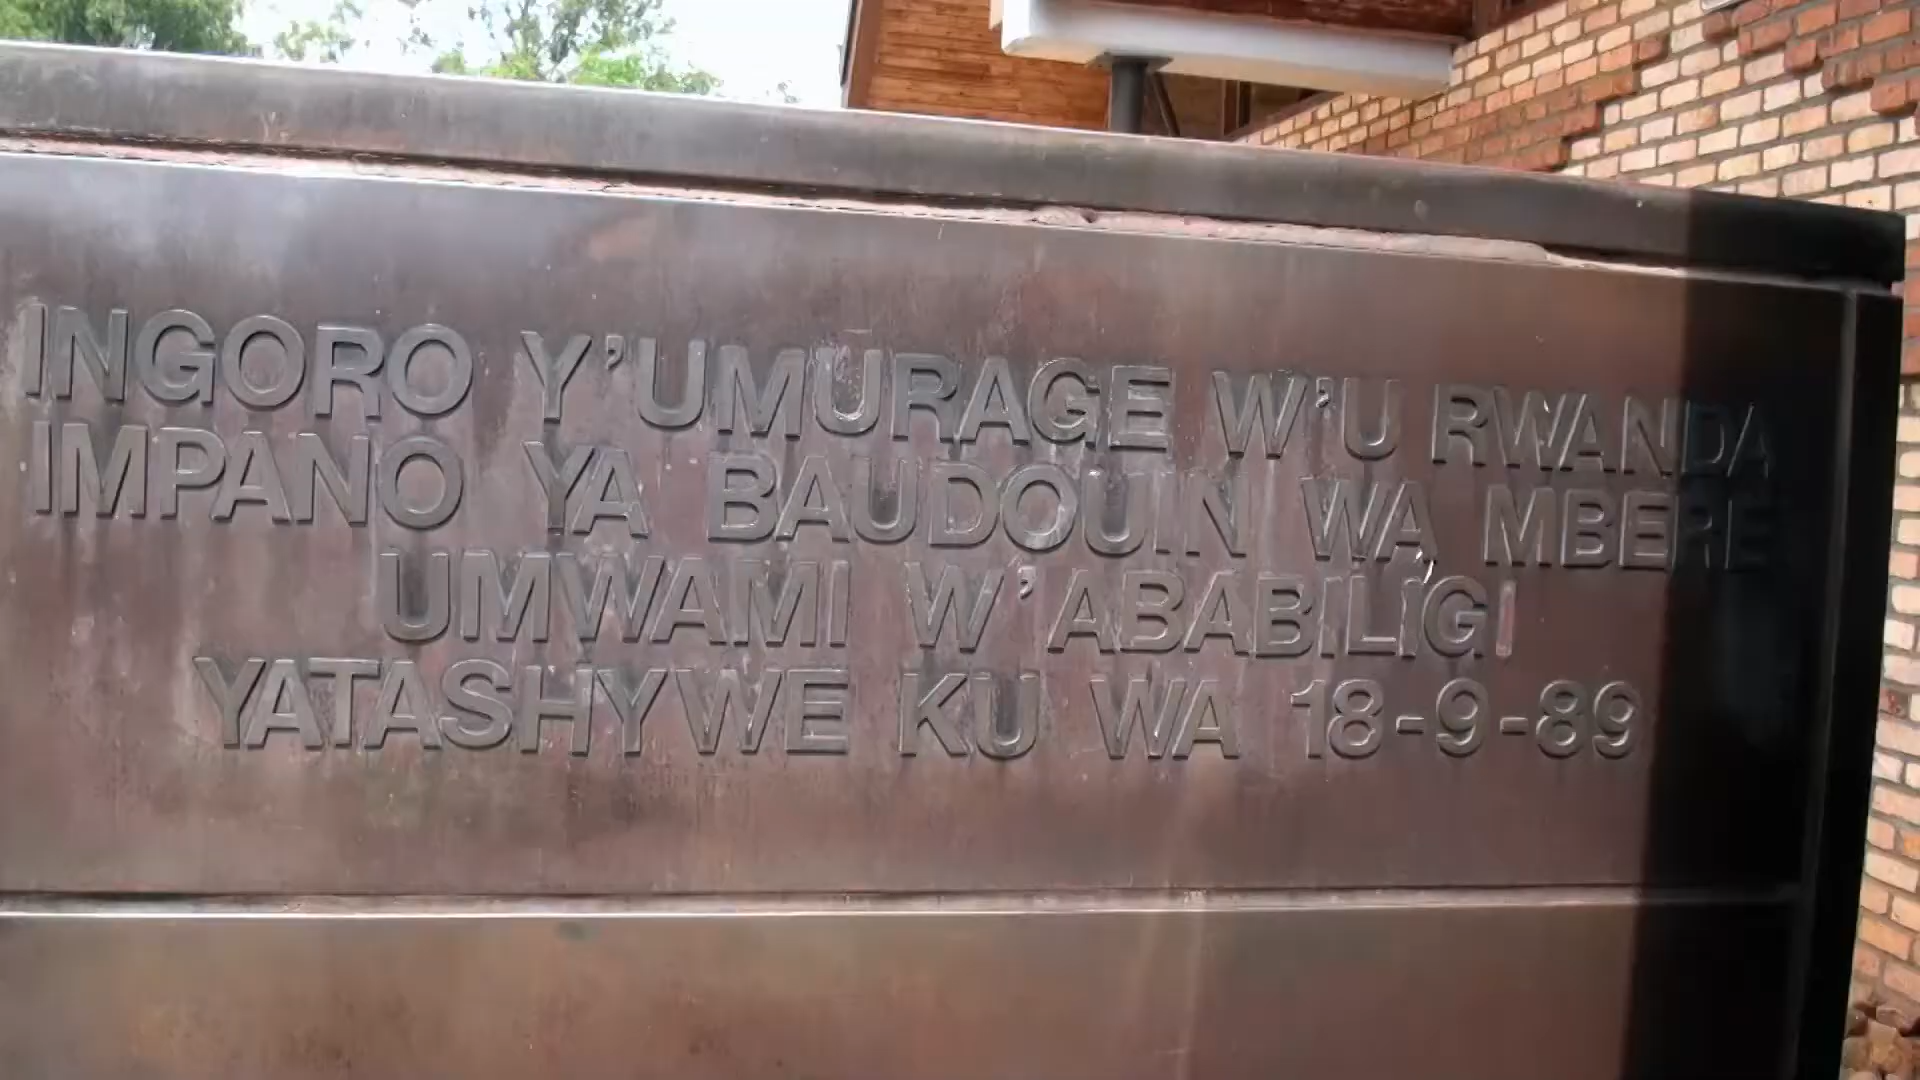 INGORO Y'UMURAGE W'U RWANDA
IMPANO YA BAUDOUIN WA MBERE
UMWAMI W'ABABILIGI
YATASHYWE KU WA 18-9-89